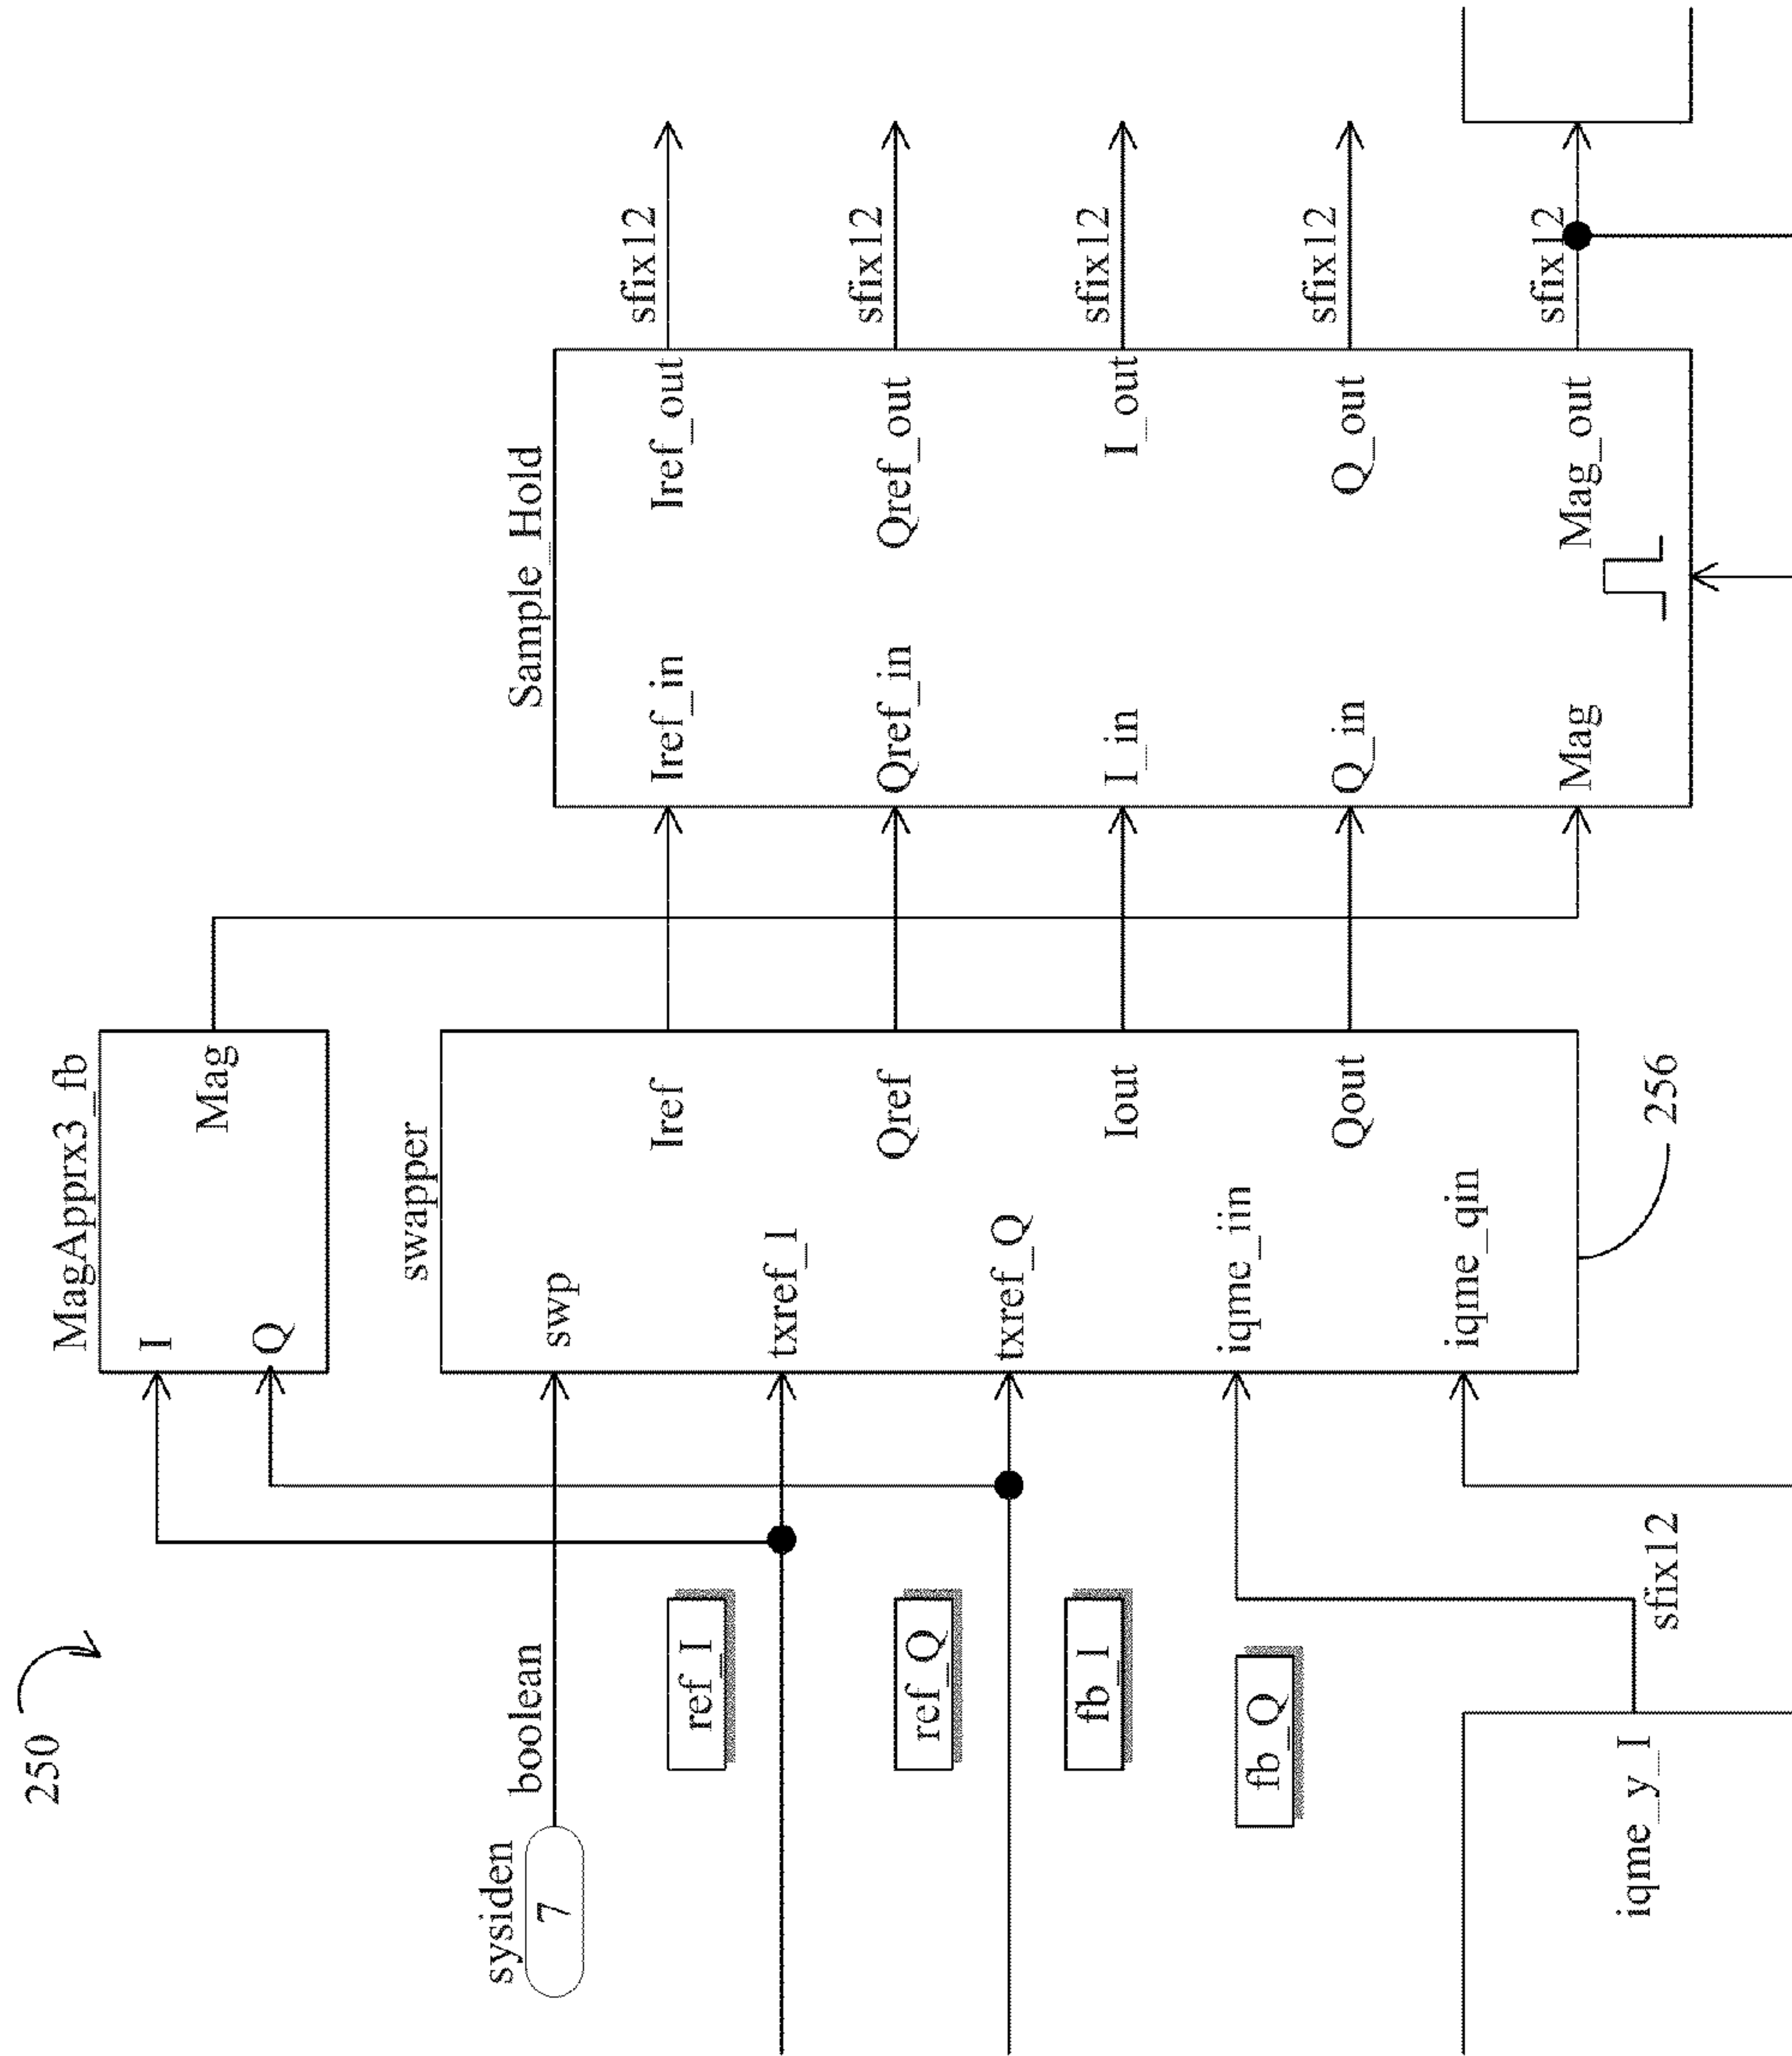 250
MagApprx3_fb
I
Q
Mag
sysiden
7
boolean
swapper
swp
txref_I
txref_Q
iqme_iin
iqme_qin
Iref
Qref
Iout
Qout
256
ref_I
ref_Q
fb_I
fb_Q
iqme_y_I
sfix12
Sample_Hold
Iref_in
Qref_in
I_in
Q_in
Mag
Iref_out
Qref_out
I_out
Q_out
Mag_out
sfix12
sfix12
sfix12
sfix12
sfix12